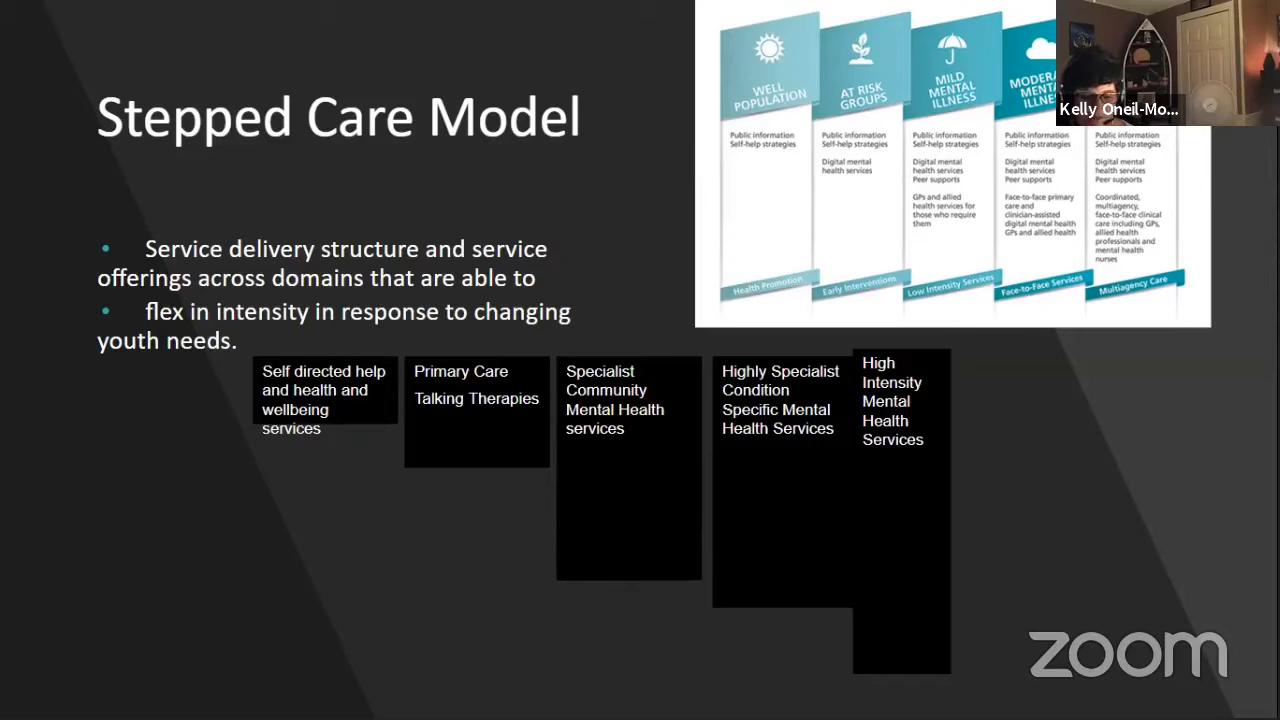 Stepped Care Model
• Service delivery structure and service
offerings across domains that are able to
• flex in intensity in response to changing
youth needs.
WELL
POPULATION
Public information
Self-help strategies
Health Promotion
AT RISK
GROUPS
Public information
Self-help strategies
Digital mental
health services
Early Interventions
MILD
MENTAL
ILLNESS
Public information
Self-help strategies
Digital mental
health services
Peer supports
GPs and allied
health services for
those who require
them
Low Intensity Services
Public information
Self-help strategies
Digital mental
health services
Peer supports
Face-to-face primary
care and
clinician-assisted
digital mental health
GPs and allied health
Face-to-Face Services
Kelly Oneil-Mo...
Public information
Self-help strategies
Digital mental
health services
Peer supports
Coordinated,
multiagency,
face-to-face clinical
care including GPs,
allied health
professionals and
mental health
nurses
Multiagency Care
Self directed help
and health and
wellbeing
services
Primary Care
Talking Therapies
Specialist
Community
Mental Health
services
Highly Specialist
Condition
Specific Mental
Health Services
High
Intensity
Mental
Health
Services
zoom